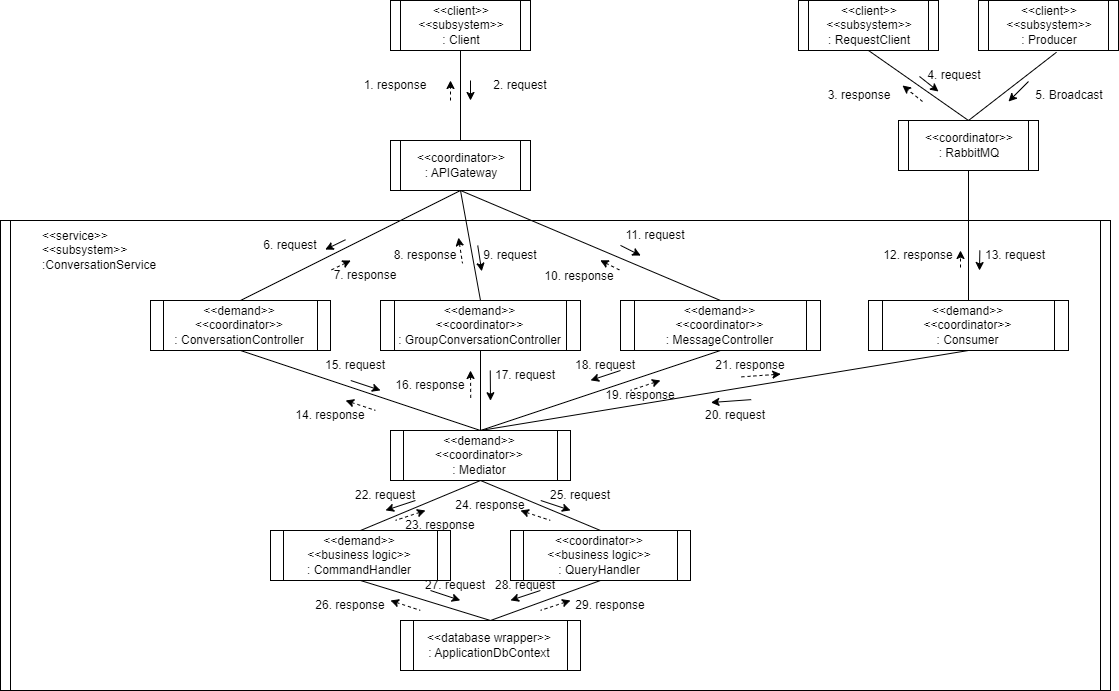 <<client>>
<<subsystem>>
: Client
<<client>>
<<subsystem>>
: RequestClient
<<client>>
<<subsystem>>
: Producer
1. response
2. request
4. request
3. response
5. Broadcast
<<coordinator>>
: APIGateway
<<coordinator>>
: RabbitMQ
<<service>>
<<subsystem>>
:ConversationService
6. request
7. response
8. response
9. request
11. request
10. response
12. response
13. request
<<demand>>
<<coordinator>>
: ConversationController
<<demand>>
<<coordinator>>
: GroupConversationController
<<demand>>
<<coordinator>>
: MessageController
<<demand>>
<<coordinator>>
: Consumer
15. request
14. response
16. response
17. request
18. request
19. response
21. response
20. request
<<demand>>
<<coordinator>>
: Mediator
22. request
23. response
24. response
25. request
<<demand>>
<<business logic>>
: CommandHandler
<<coordinator>>
<<business logic>>
: QueryHandler
27. request
28. request
26. response
29. response
<<database wrapper>>
: ApplicationDbContext